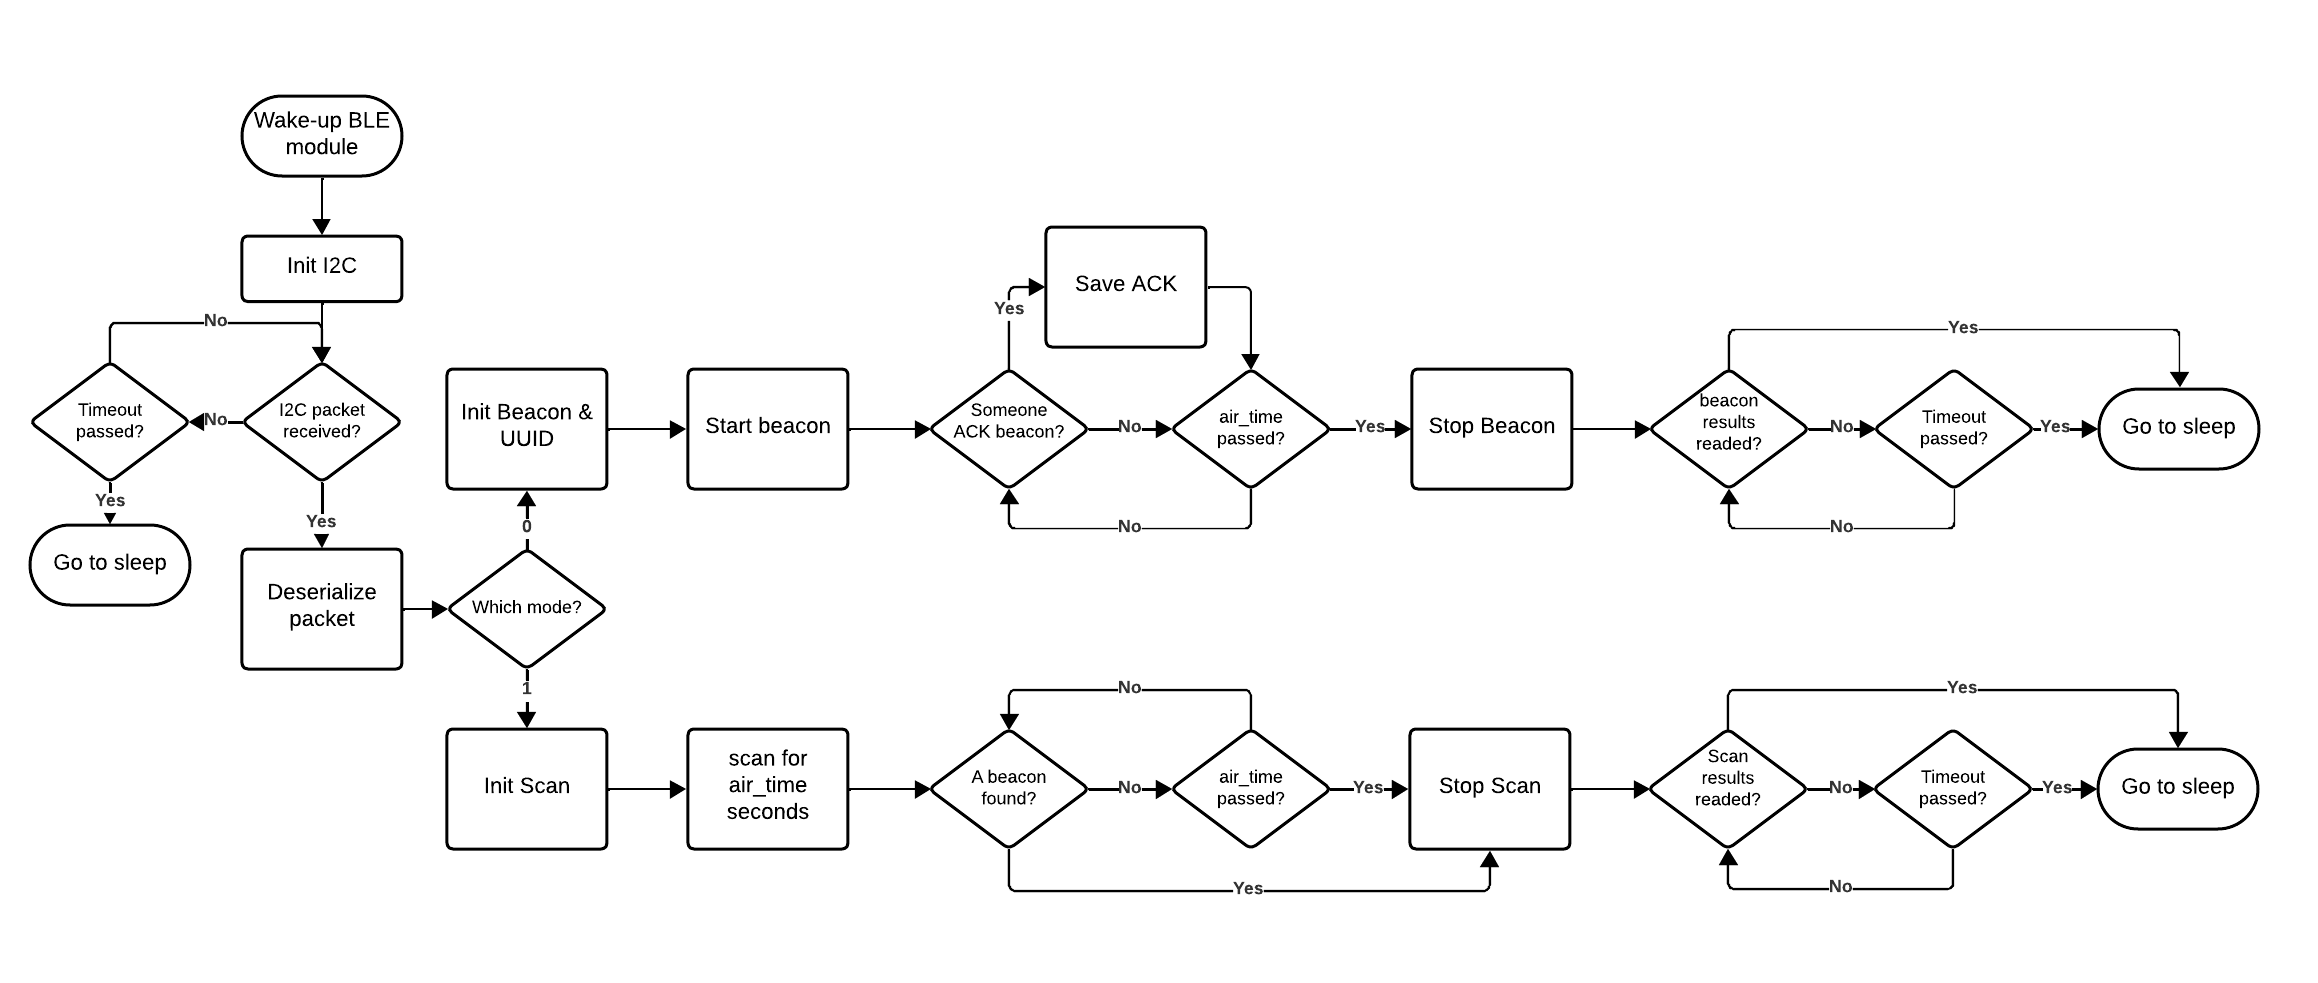 Wake-up BLE
module
Init I2C
No
Timeout
passed?
No
I2C packet
received?
Yes
Go to sleep
Yes
Deserialize
packet
Which mode?
0
Init Beacon &
UUID
Start beacon
Someone
ACK beacon?
Yes
Save ACK
No
air_time
passed?
No
Yes
Stop Beacon
beacon
results
readed?
Yes
No
Timeout
passed?
No
Yes
Go to sleep
1
Init Scan
scan for
air_time
seconds
A beacon
found?
No
No
air_time
passed?
Yes
Yes
Stop Scan
Scan
results
readed?
Yes
No
Timeout
passed?
No
Yes
Go to sleep